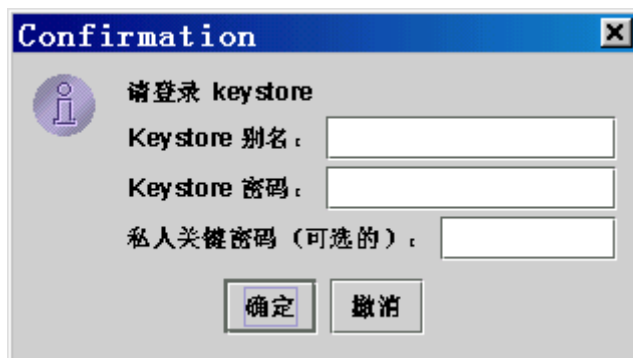 Confirmation
请登录 keystore
Keystore 别名：
Keystore 密码：
私人关键密码（可选的）：
确定 撤消